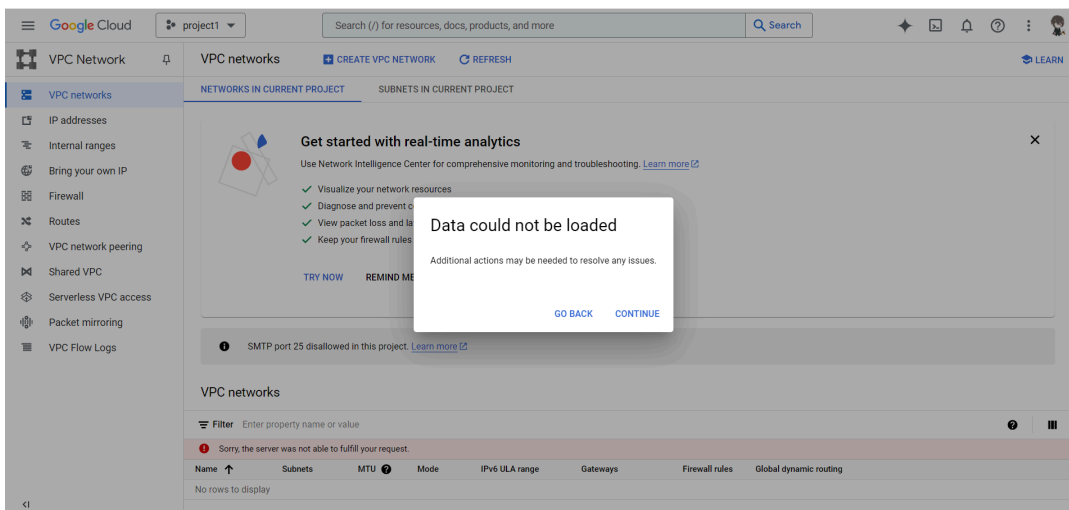 Google Cloud
project1
Search (/) for resources, docs, products, and more
Search
VPC Network
VPC networks
CREATE VPC NETWORK
REFRESH
LEARN
VPC networks
IP addresses
Internal ranges
Bring your own IP
Firewall
Routes
VPC network peering
Shared VPC
Serverless VPC access
Packet mirroring
VPC Flow Logs
NETWORKS IN CURRENT PROJECT
SUBNETS IN CURRENT PROJECT
Get started with real-time analytics
Use Network Intelligence Center for comprehensive monitoring and troubleshooting. Learn more
Visualize your network resources
Diagnose and prevent
View packet loss and
Keep your firewall rules
TRY NOW
REMIND
Data could not be loaded
Additional actions may be needed to resolve any issues.
GO BACK
CONTINUE
SMTP port 25 disallowed in this project. Learn more
VPC networks
Filter Enter property name or value
Sorry, the server was not able to fulfill your request.
Name Subnets MTU Mode IPv6 ULA range Gateways Firewall rules Global dynamic routing
No rows to display